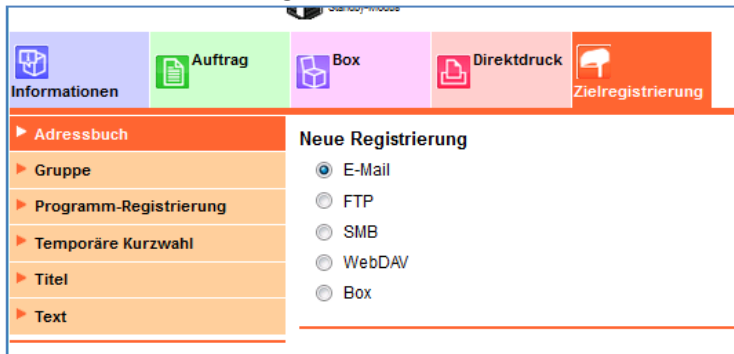 Informationen
Auftrag
Box
Direktdruck
Zielregistrierung
Adressbuch
Gruppe
Programm-Registrierung
Temporäre Kurzwahl
Titel
Text
Neue Registrierung
E-Mail
FTP
SMB
WebDAV
Box